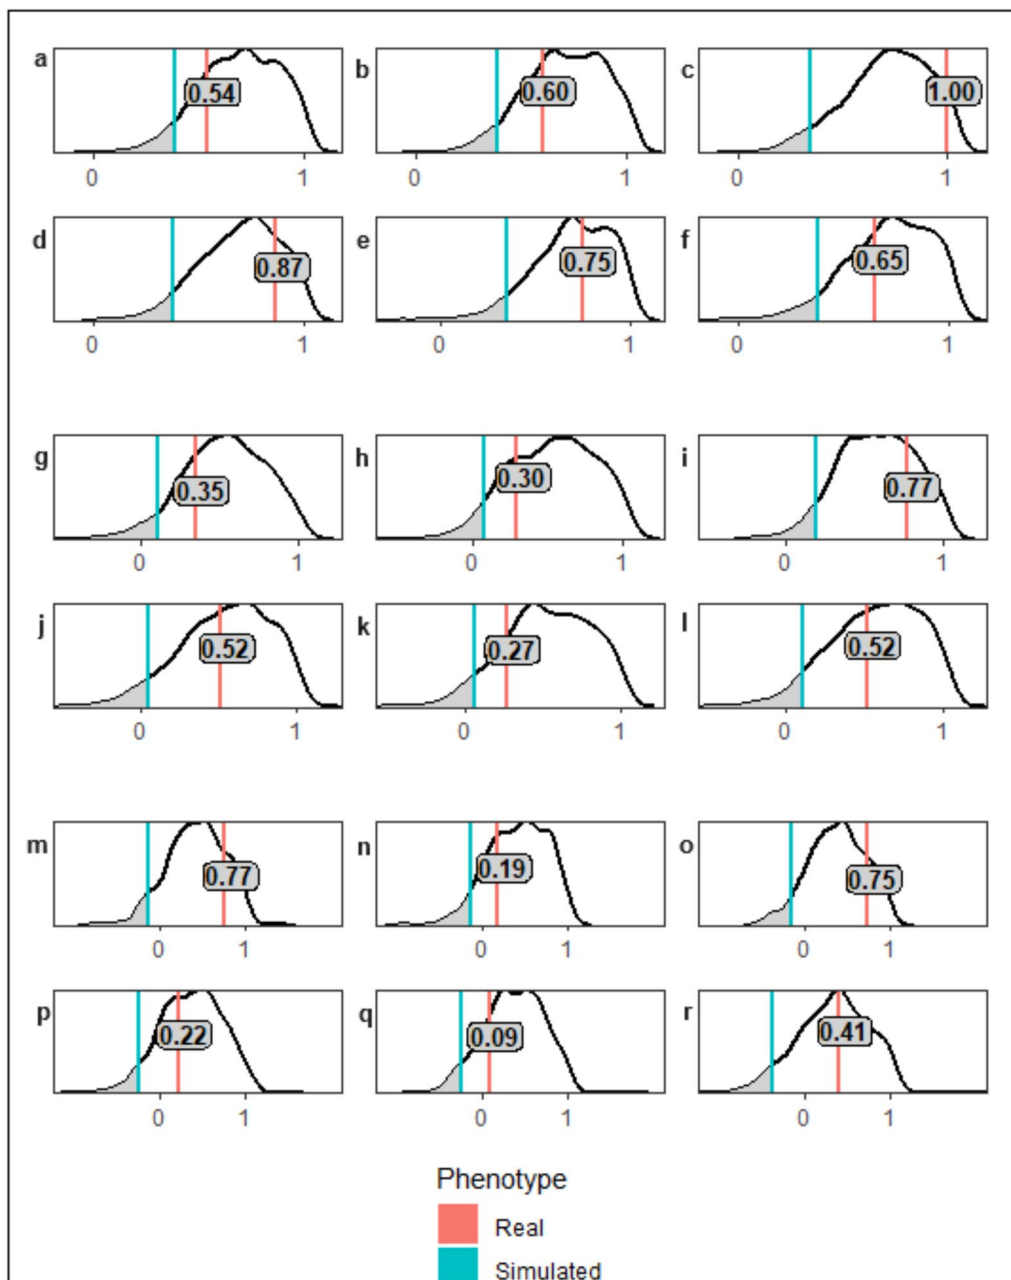 a b c
0.54 0.60 1.00
0 1 0 1 0 1
d e f
0.87 0.75 0.65
0 1 0 1 0 1
g h i
0.35 0.30 0.77
0 1 0 1 0 1
j k l
0.52 0.27 0.52
0 1 0 1 0 1
m n o
0.77 0.19 0.75
0 1 0 1 0 1
p q r
0.22 0.09 0.41
0 1 0 1 0 1
Phenotype
Real
Simulated